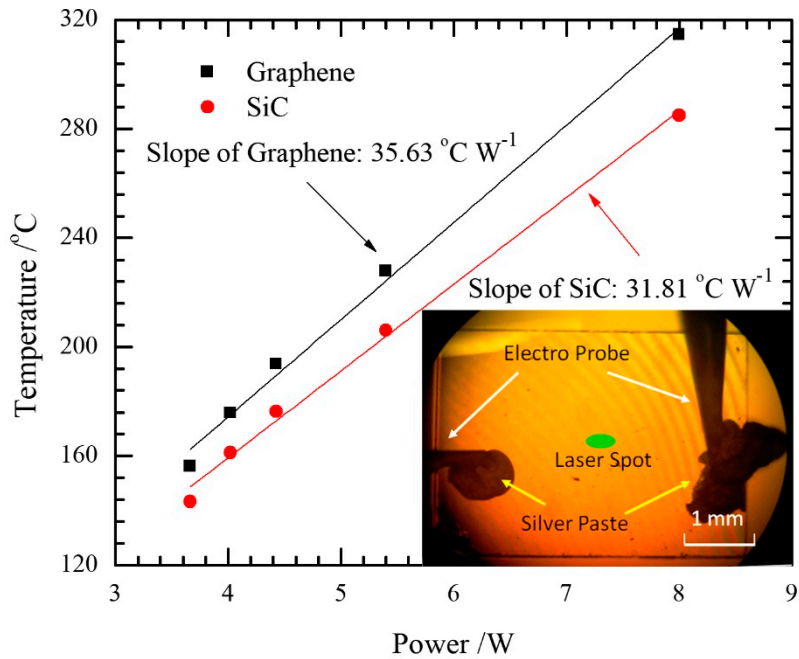 320
280
240
200
160
120
Temperature /°C
Graphene
SiC
Slope of Graphene: 35.63 °C W⁻¹
Slope of SiC: 31.81 °C W⁻¹
Electro Probe
Laser Spot
Silver Paste
1 mm
3 4 5 6 7 8 9
Power /W